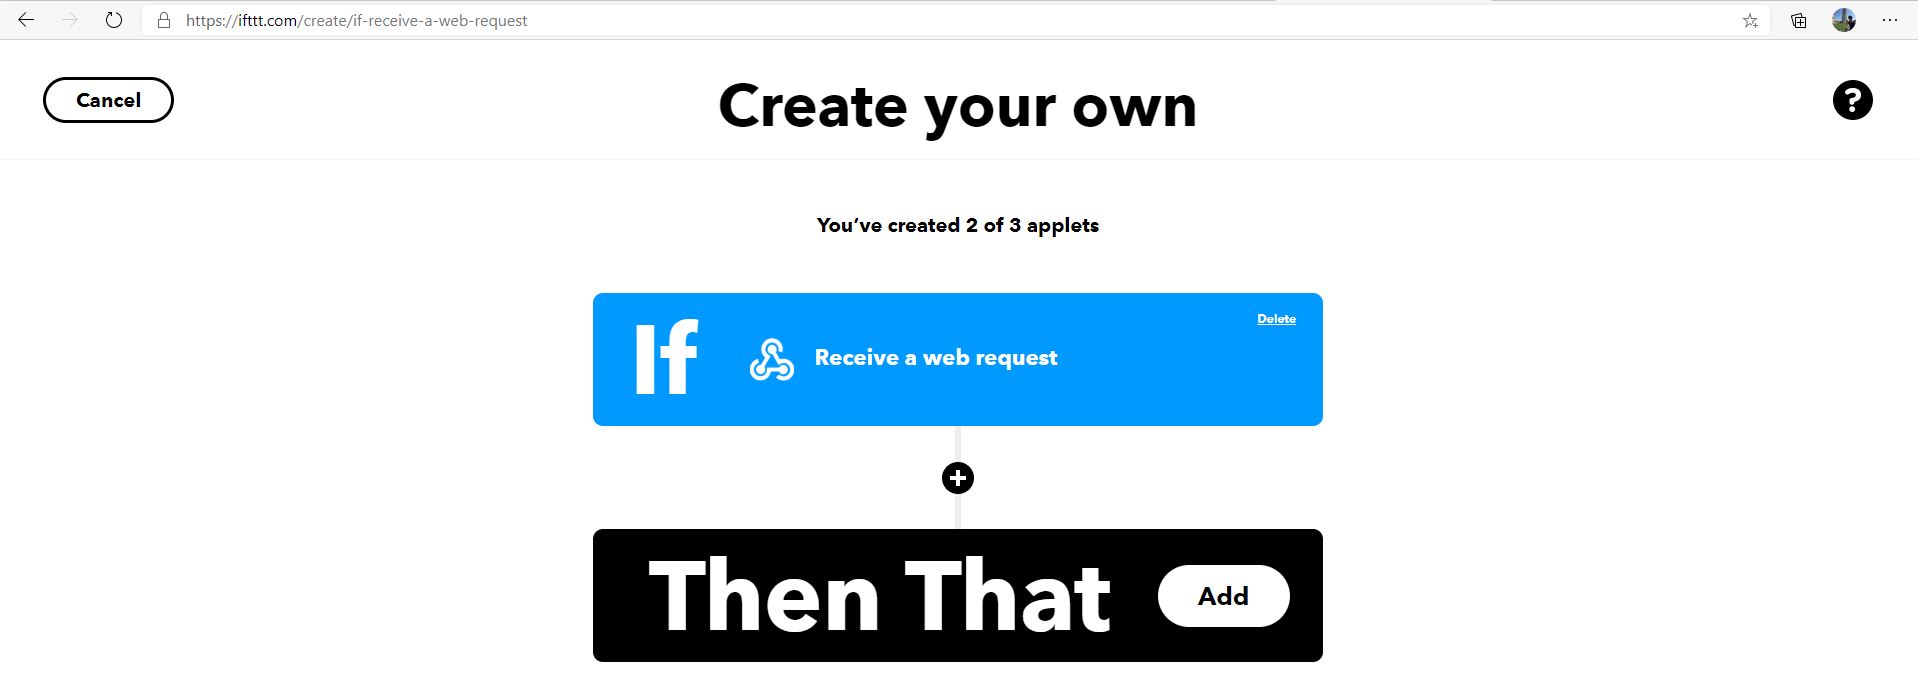 https://ifttt.com/create/if-receive-a-web-request
Cancel
Create your own
?
You’ve created 2 of 3 applets
If
Receive a web request
Delete
Then That
Add